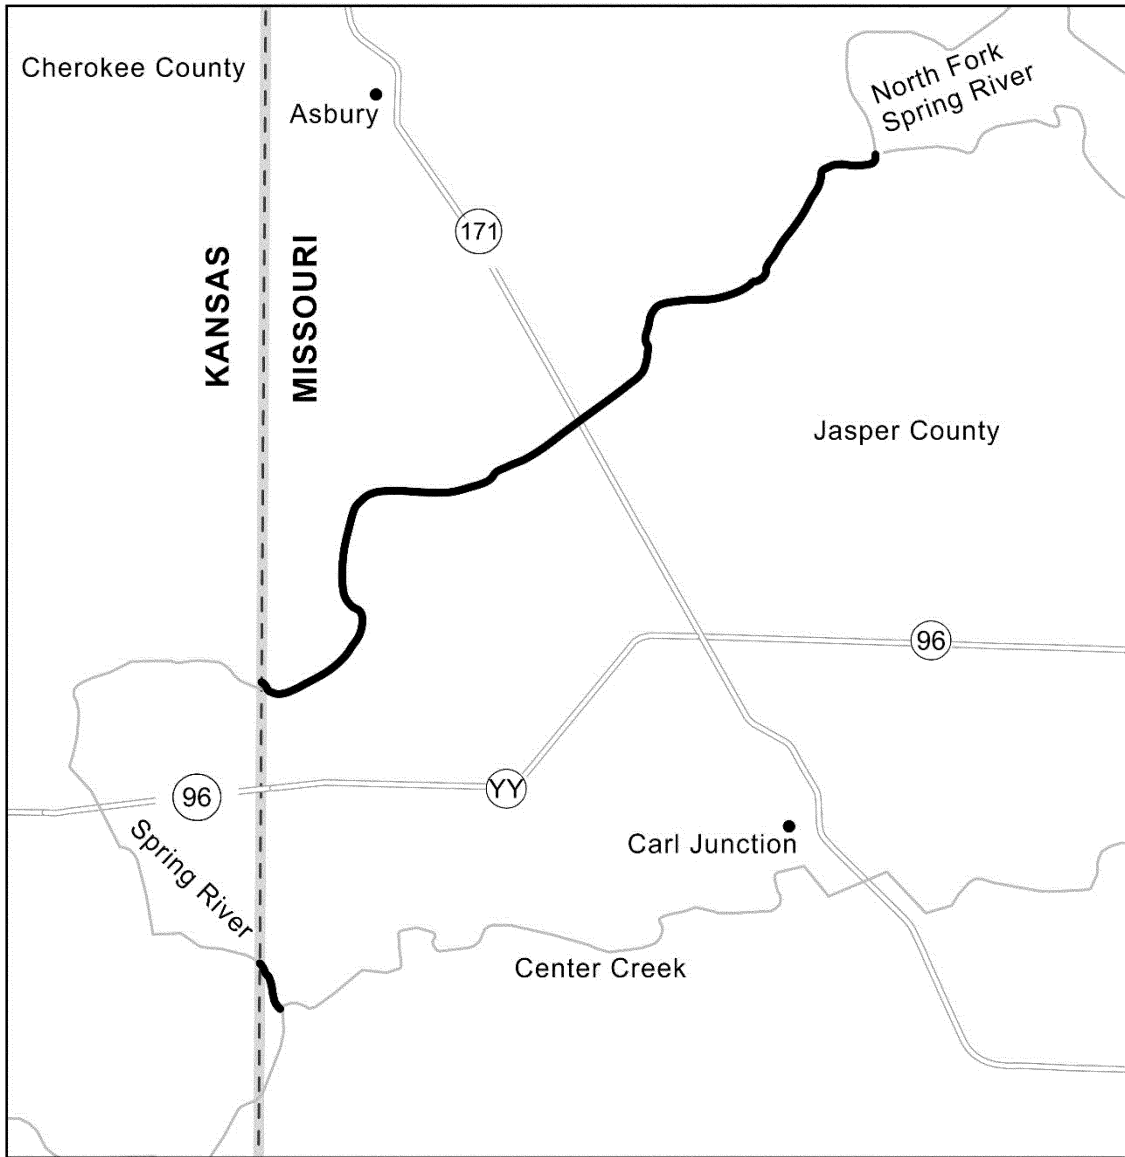 Cherokee County
Asbury
North Fork
Spring River
171
KANSAS
MISSOURI
Jasper County
96
96
YY
Spring River
Carl Junction
Center Creek